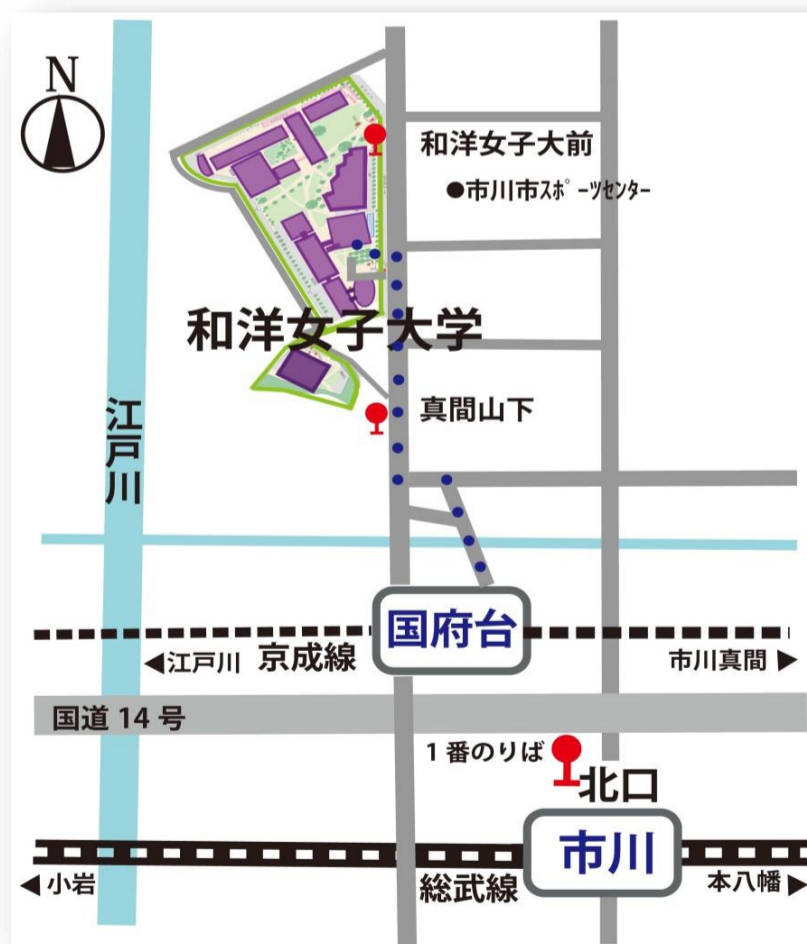 N
和洋女子大前
●市川市スポーツセンター
和洋女子大学
真間山下
江戸川
国府台
◀江戸川 京成線
市川真間 ▶
国道 14 号
1 番のりば
北口
市川
◀ 小岩
総武線
本八幡 ▶